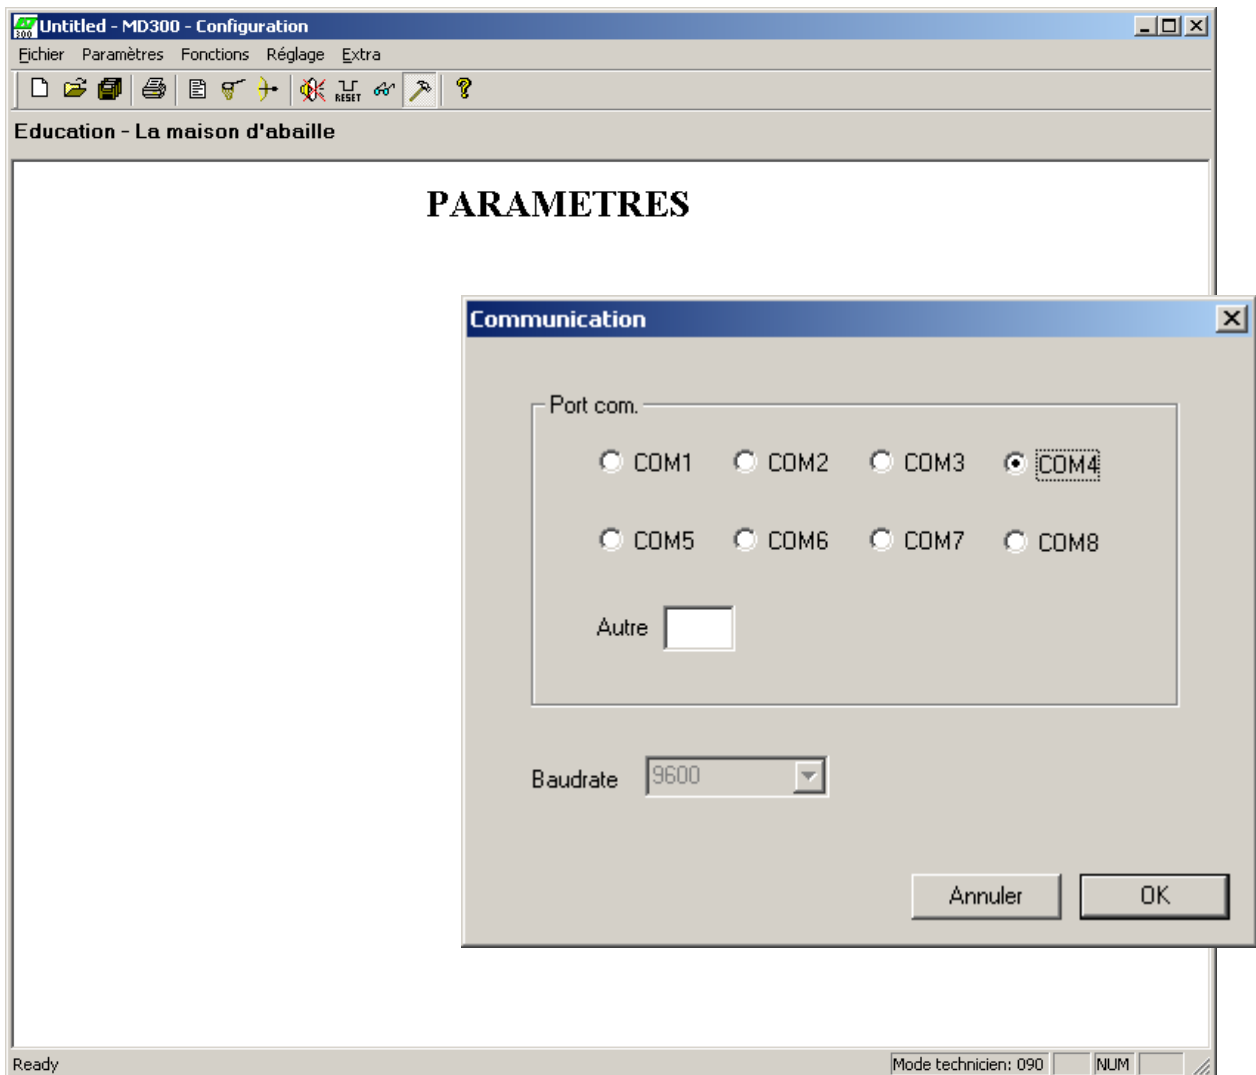 300 Untitled - MD300 - Configuration
Fichier Paramètres Fonctions Réglage Extra
RESET
Education - La maison d'abaille
PARAMETRES
Communication
Port com.
COM1 COM2 COM3 COM4
COM5 COM6 COM7 COM8
Autre
Baudrate 9600
Annuler OK
Ready Mode technicien: 090 NUM